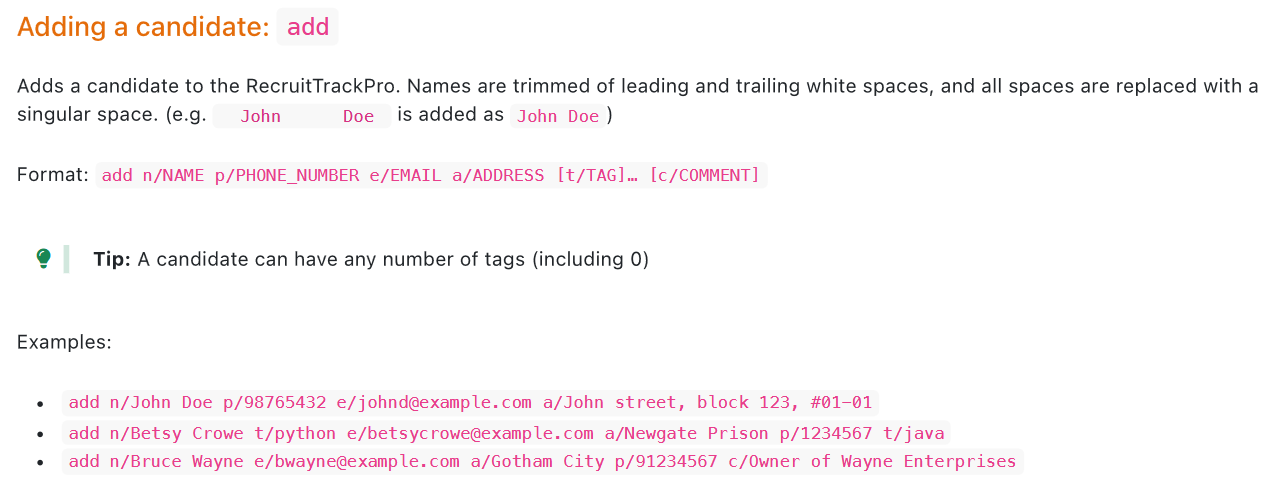 Adding a candidate: add
Adds a candidate to the RecruitTrackPro. Names are trimmed of leading and trailing white spaces, and all spaces are replaced with a
singular space. (e.g.   John      Doe  is added as John Doe )
Format: add n/NAME p/PHONE_NUMBER e/EMAIL a/ADDRESS [t/TAG]… [c/COMMENT]
Tip: A candidate can have any number of tags (including 0)
Examples:
• add n/John Doe p/98765432 e/johnd@example.com a/John street, block 123, #01-01
• add n/Betsy Crowe t/python e/betsycrowe@example.com a/Newgate Prison p/1234567 t/java
• add n/Bruce Wayne e/bwayne@example.com a/Gotham City p/91234567 c/Owner of Wayne Enterprises